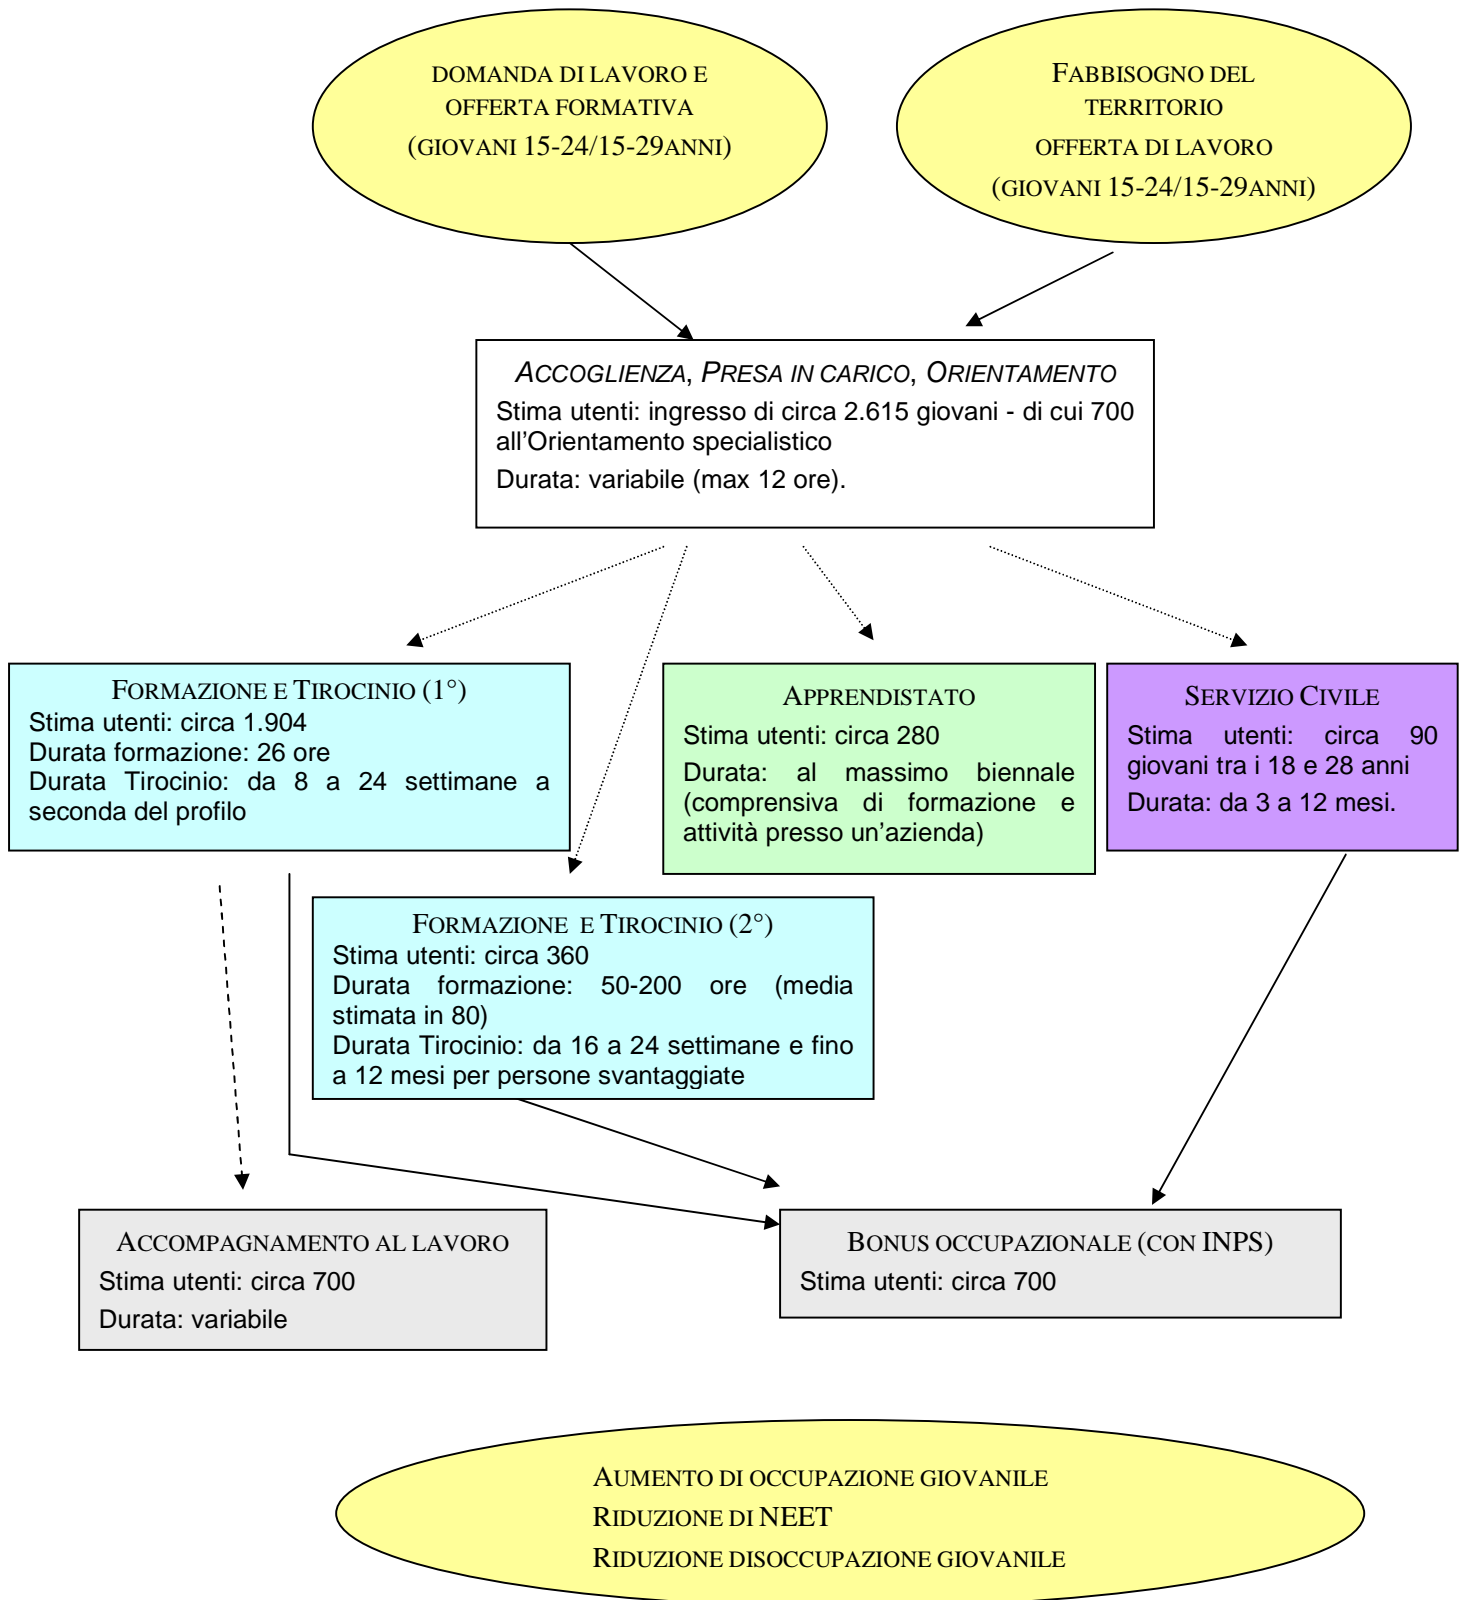 DOMANDA DI LAVORO E
OFFERTA FORMATIVA
(GIOVANI 15-24/15-29ANNI)
FABBISOGNO DEL
TERRITORIO
OFFERTA DI LAVORO
(GIOVANI 15-24/15-29ANNI)
ACCOGLIENZA, PRESA IN CARICO, ORIENTAMENTO
Stima utenti: ingresso di circa 2.615 giovani - di cui 700
all'Orientamento specialistico
Durata: variabile (max 12 ore).
FORMAZIONE E TIROCINIO (1°)
Stima utenti: circa 1.904
Durata formazione: 26 ore
Durata Tirocinio: da 8 a 24 settimane a
seconda del profilo
APPRENDISTATO
Stima utenti: circa 280
Durata: al massimo biennale
(comprensiva di formazione e
attività presso un'azienda)
SERVIZIO CIVILE
Stima utenti: circa 90
giovani tra i 18 e 28 anni
Durata: da 3 a 12 mesi.
FORMAZIONE E TIROCINIO (2°)
Stima utenti: circa 360
Durata formazione: 50-200 ore (media
stimata in 80)
Durata Tirocinio: da 16 a 24 settimane e fino
a 12 mesi per persone svantaggiate
ACCOMPAGNAMENTO AL LAVORO
Stima utenti: circa 700
Durata: variabile
BONUS OCCUPAZIONALE (CON INPS)
Stima utenti: circa 700
AUMENTO DI OCCUPAZIONE GIOVANILE
RIDUZIONE DI NEET
RIDUZIONE DISOCCUPAZIONE GIOVANILE